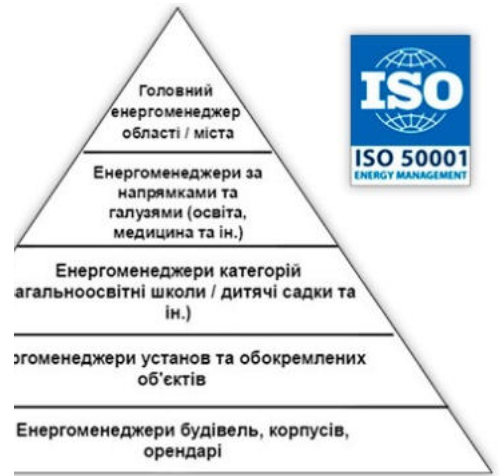 Головний
енергоменеджер
області / міста
Енергоменеджери за
напрямками та
галузями (освіта,
медицина та ін.)
Енергоменеджери категорій
агальноосвітні школи / дитячі садки та
ін.)
ргоменеджери установ та обокремлених
об'єктів
Енергоменеджери будівель, корпусів,
орендарі
ISO
ISO 50001
ENERGY MANAGEMENT